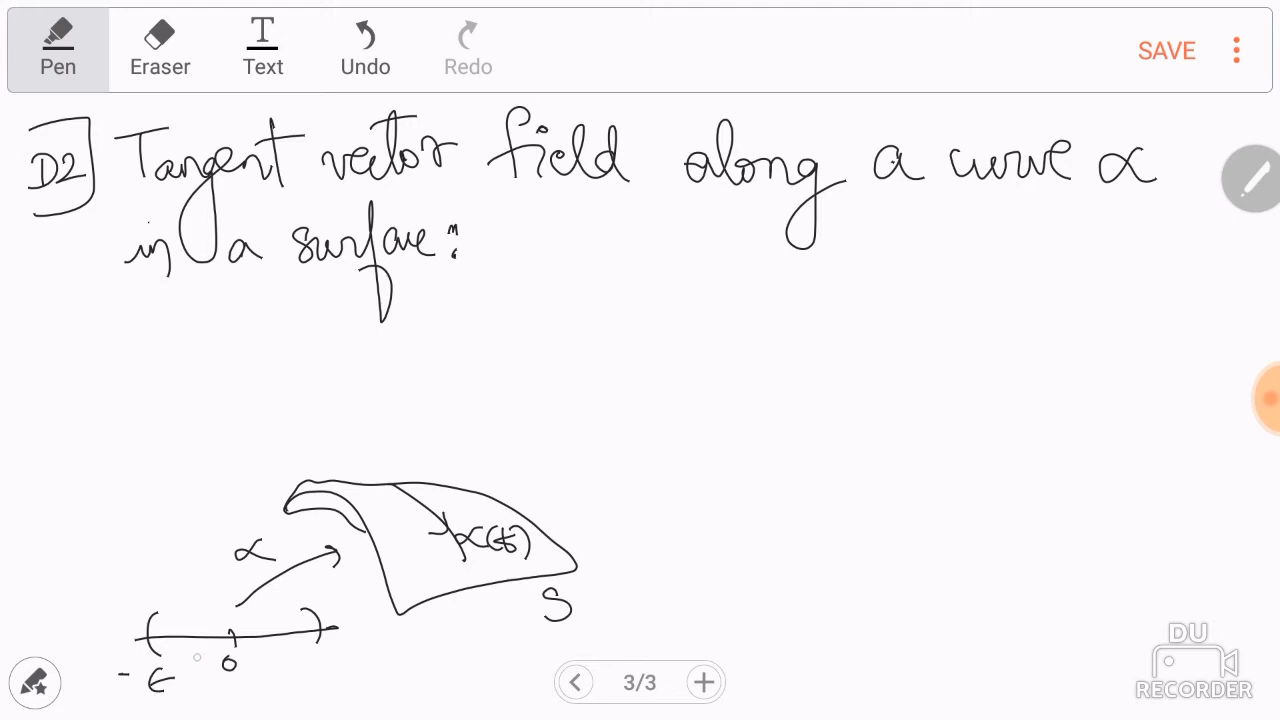 Pen Eraser Text Undo Redo SAVE
D2 Tangent vector field along a curve α
in a surface:
α(t)
α
S
-ϵ 0
3/3
DU
RECORDER